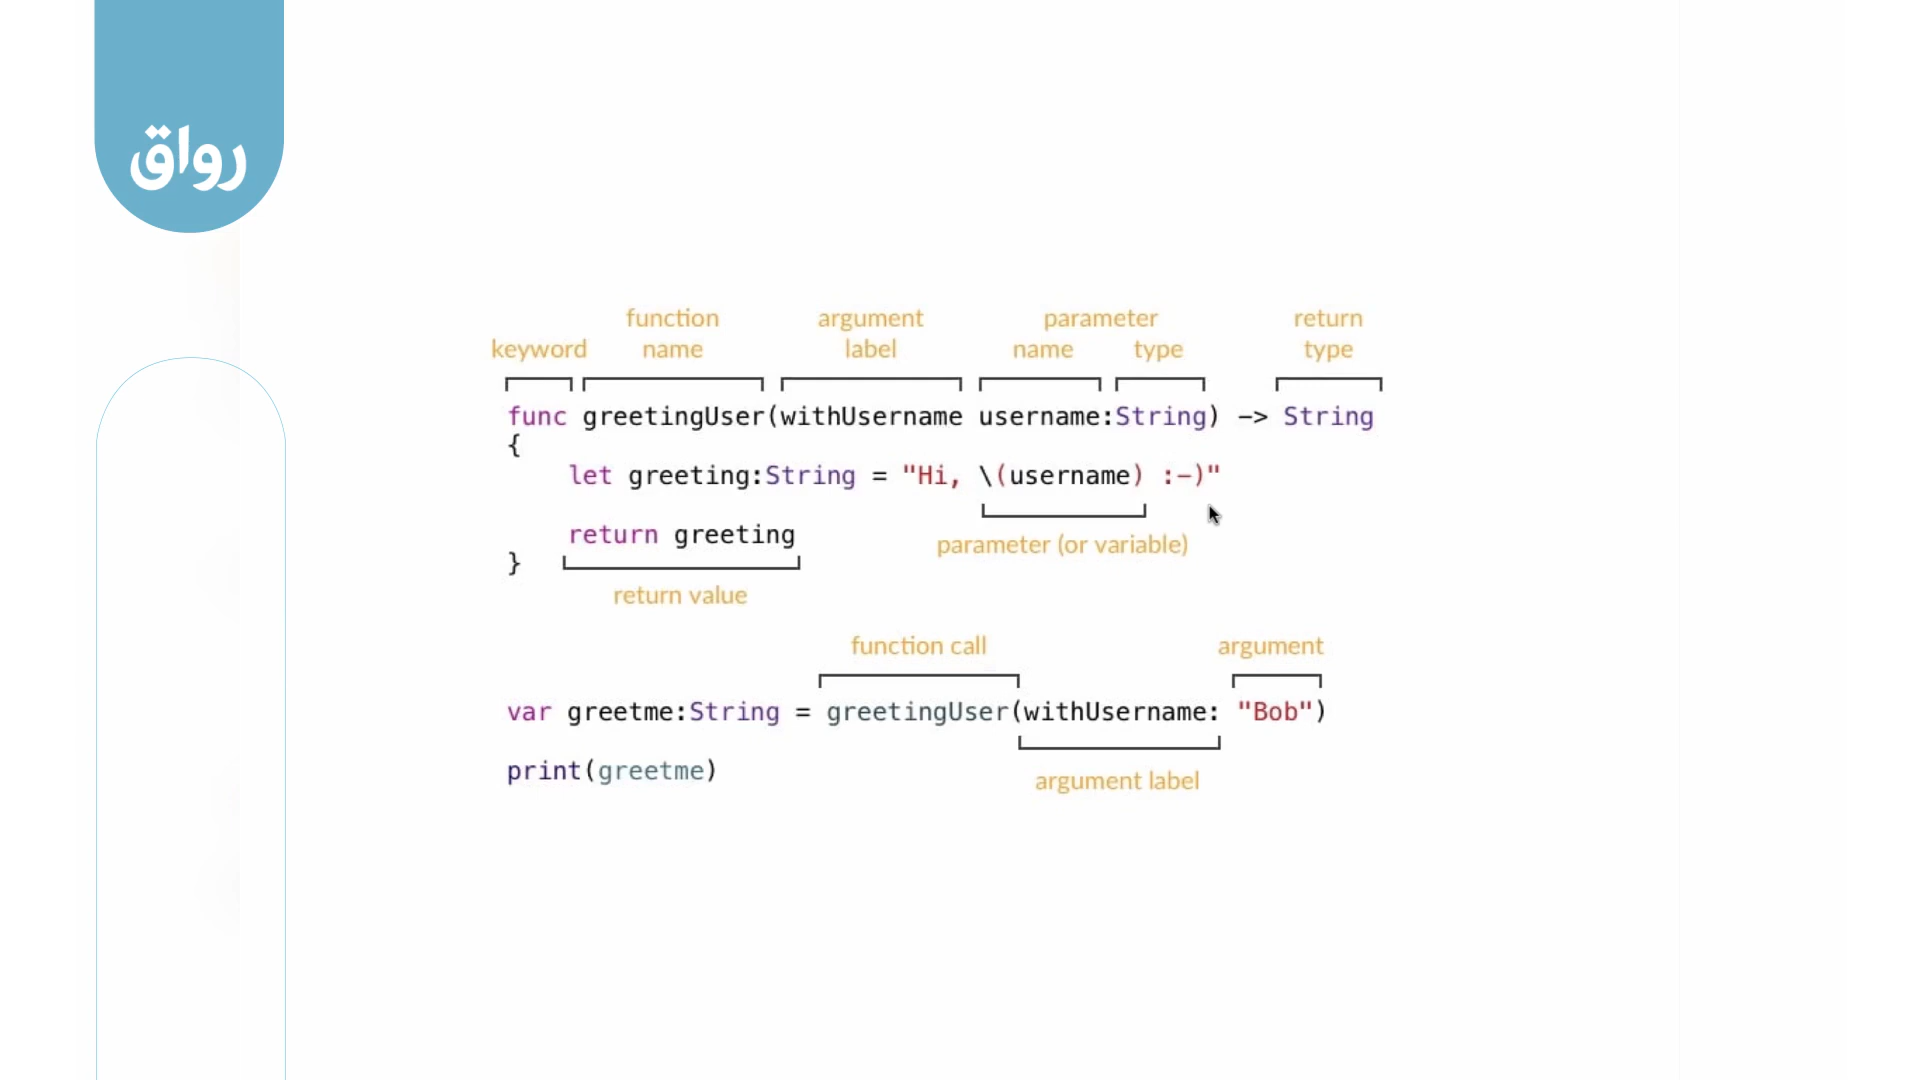 رواق
function argument parameter return
keyword name label name type type
func greetingUser(withUsername username:String) -> String
{
let greeting:String = "Hi, \(username) :-)"
parameter (or variable)
return greeting
}
return value
function call argument
var greetme:String = greetingUser(withUsername: "Bob")
argument label
print(greetme)